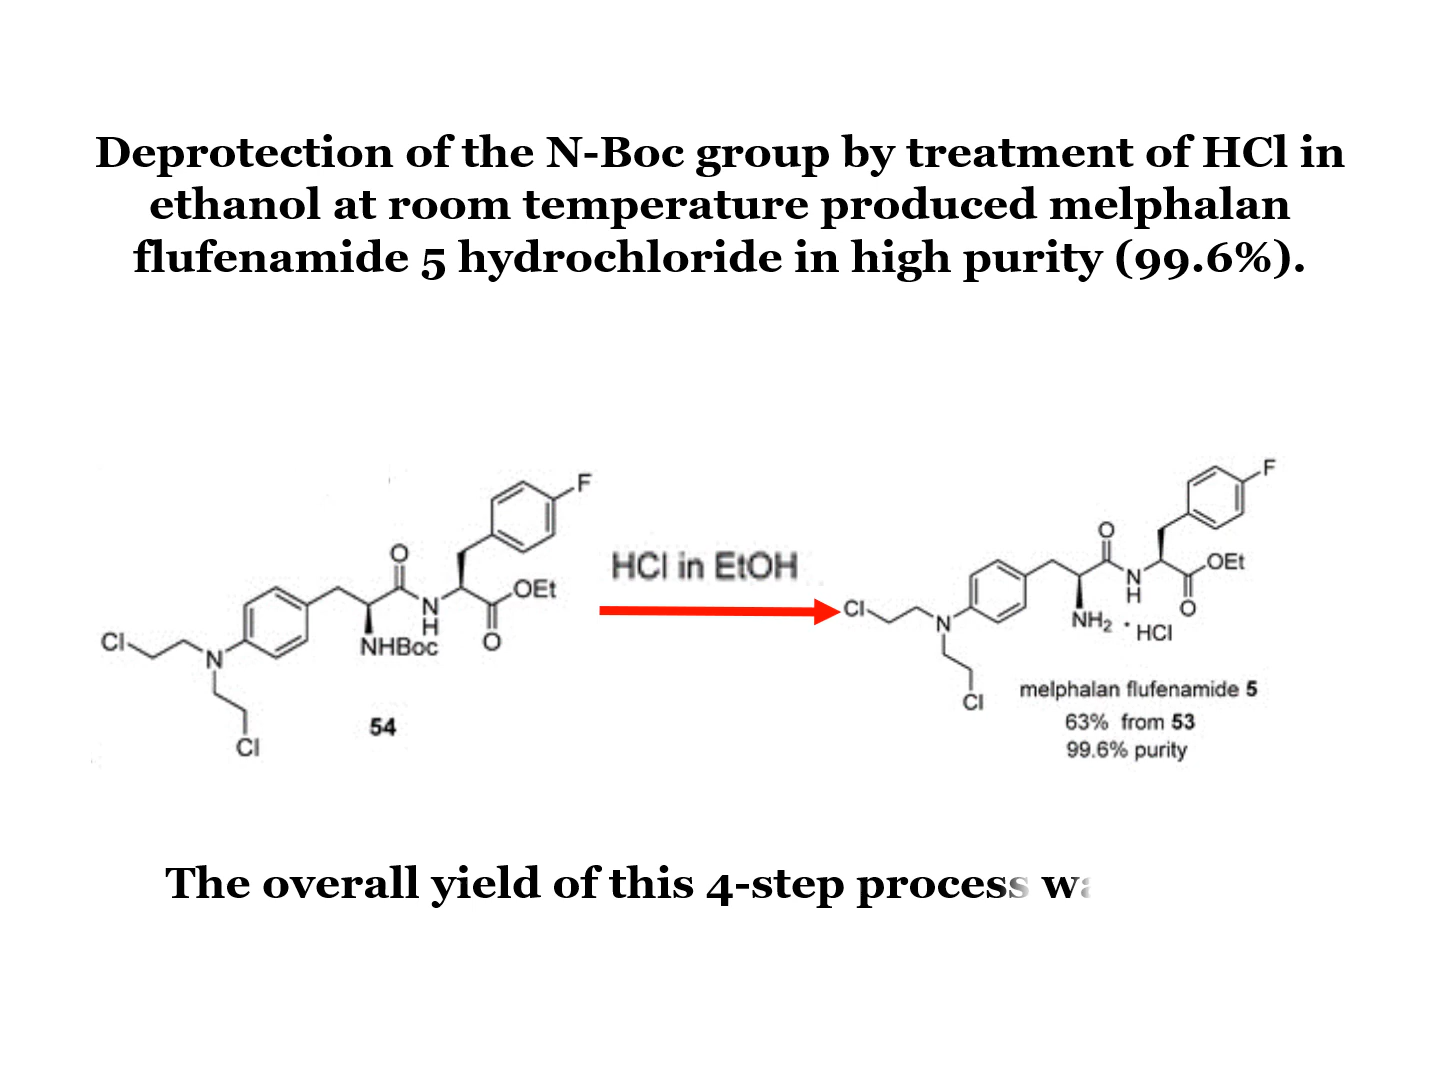 Deprotection of the N-Boc group by treatment of HCl in
ethanol at room temperature produced melphalan
flufenamide 5 hydrochloride in high purity (99.6%).
F
O
OEt
N
H
O
NHBoc
Cl
N
Cl
54
HCl in EtOH
F
O
OEt
N
H
O
NH₂ · HCl
Cl
N
Cl
melphalan flufenamide 5
63% from 53
99.6% purity
The overall yield of this 4-step process